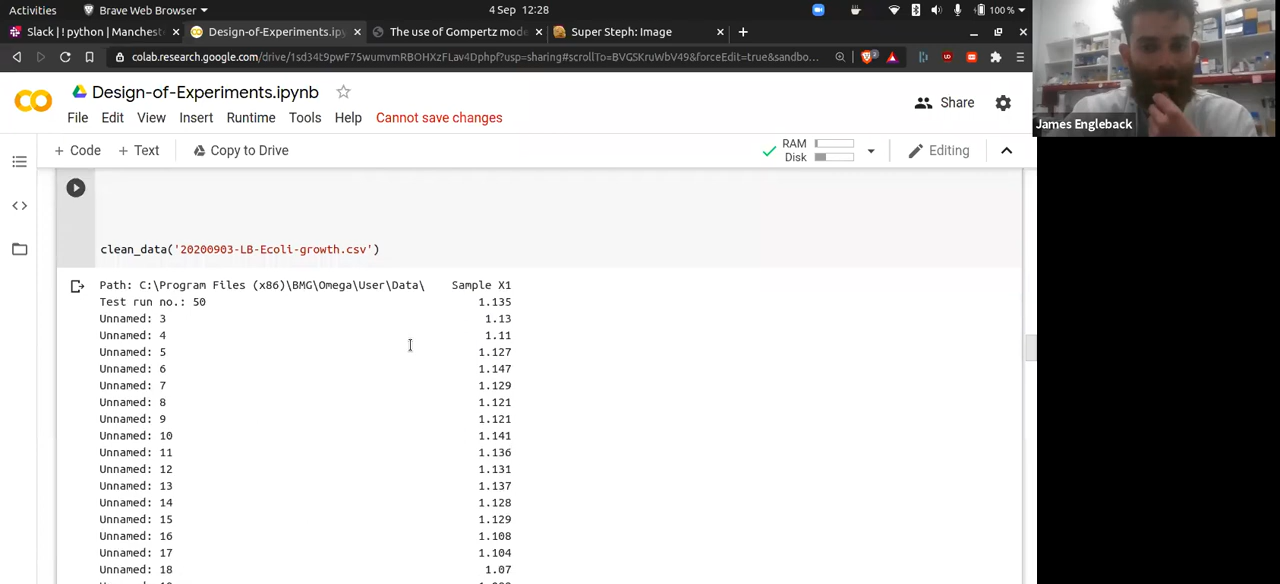 Activities
Brave Web Browser
4 Sep 12:28
100 %
Slack | ! python | Manchest
Design-of-Experiments.ipy
The use of Gompertz mode
Super Steph: Image
colab.research.google.com/drive/1sd34t9pwF75wumvmRBOHXzFLav4Dphpf?usp=sharing#scrollTo=BVGSKruWbV49&forceEdit=true&sandbo...
James Engleback
CO
Design-of-Experiments.ipynb
Share
File Edit View Insert Runtime Tools Help Cannot save changes
+ Code + Text Copy to Drive
RAM
Disk
Editing
clean_data('20200903-LB-Ecoli-growth.csv')
Path: C:\Program Files (x86)\BMG\Omega\User\Data\ Sample X1
Test run no.: 50 1.135
Unnamed: 3 1.13
Unnamed: 4 1.11
Unnamed: 5 1.127
Unnamed: 6 1.147
Unnamed: 7 1.129
Unnamed: 8 1.121
Unnamed: 9 1.121
Unnamed: 10 1.141
Unnamed: 11 1.136
Unnamed: 12 1.131
Unnamed: 13 1.137
Unnamed: 14 1.128
Unnamed: 15 1.129
Unnamed: 16 1.108
Unnamed: 17 1.104
Unnamed: 18 1.07